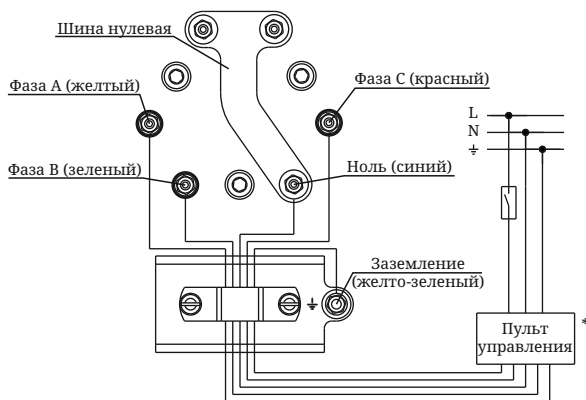 Шина нулевая
Фаза А (желтый)
Фаза С (красный)
L
N
Фаза В (зеленый)
Ноль (синий)
Заземление
(желто-зеленый)
Пульт
управления
*